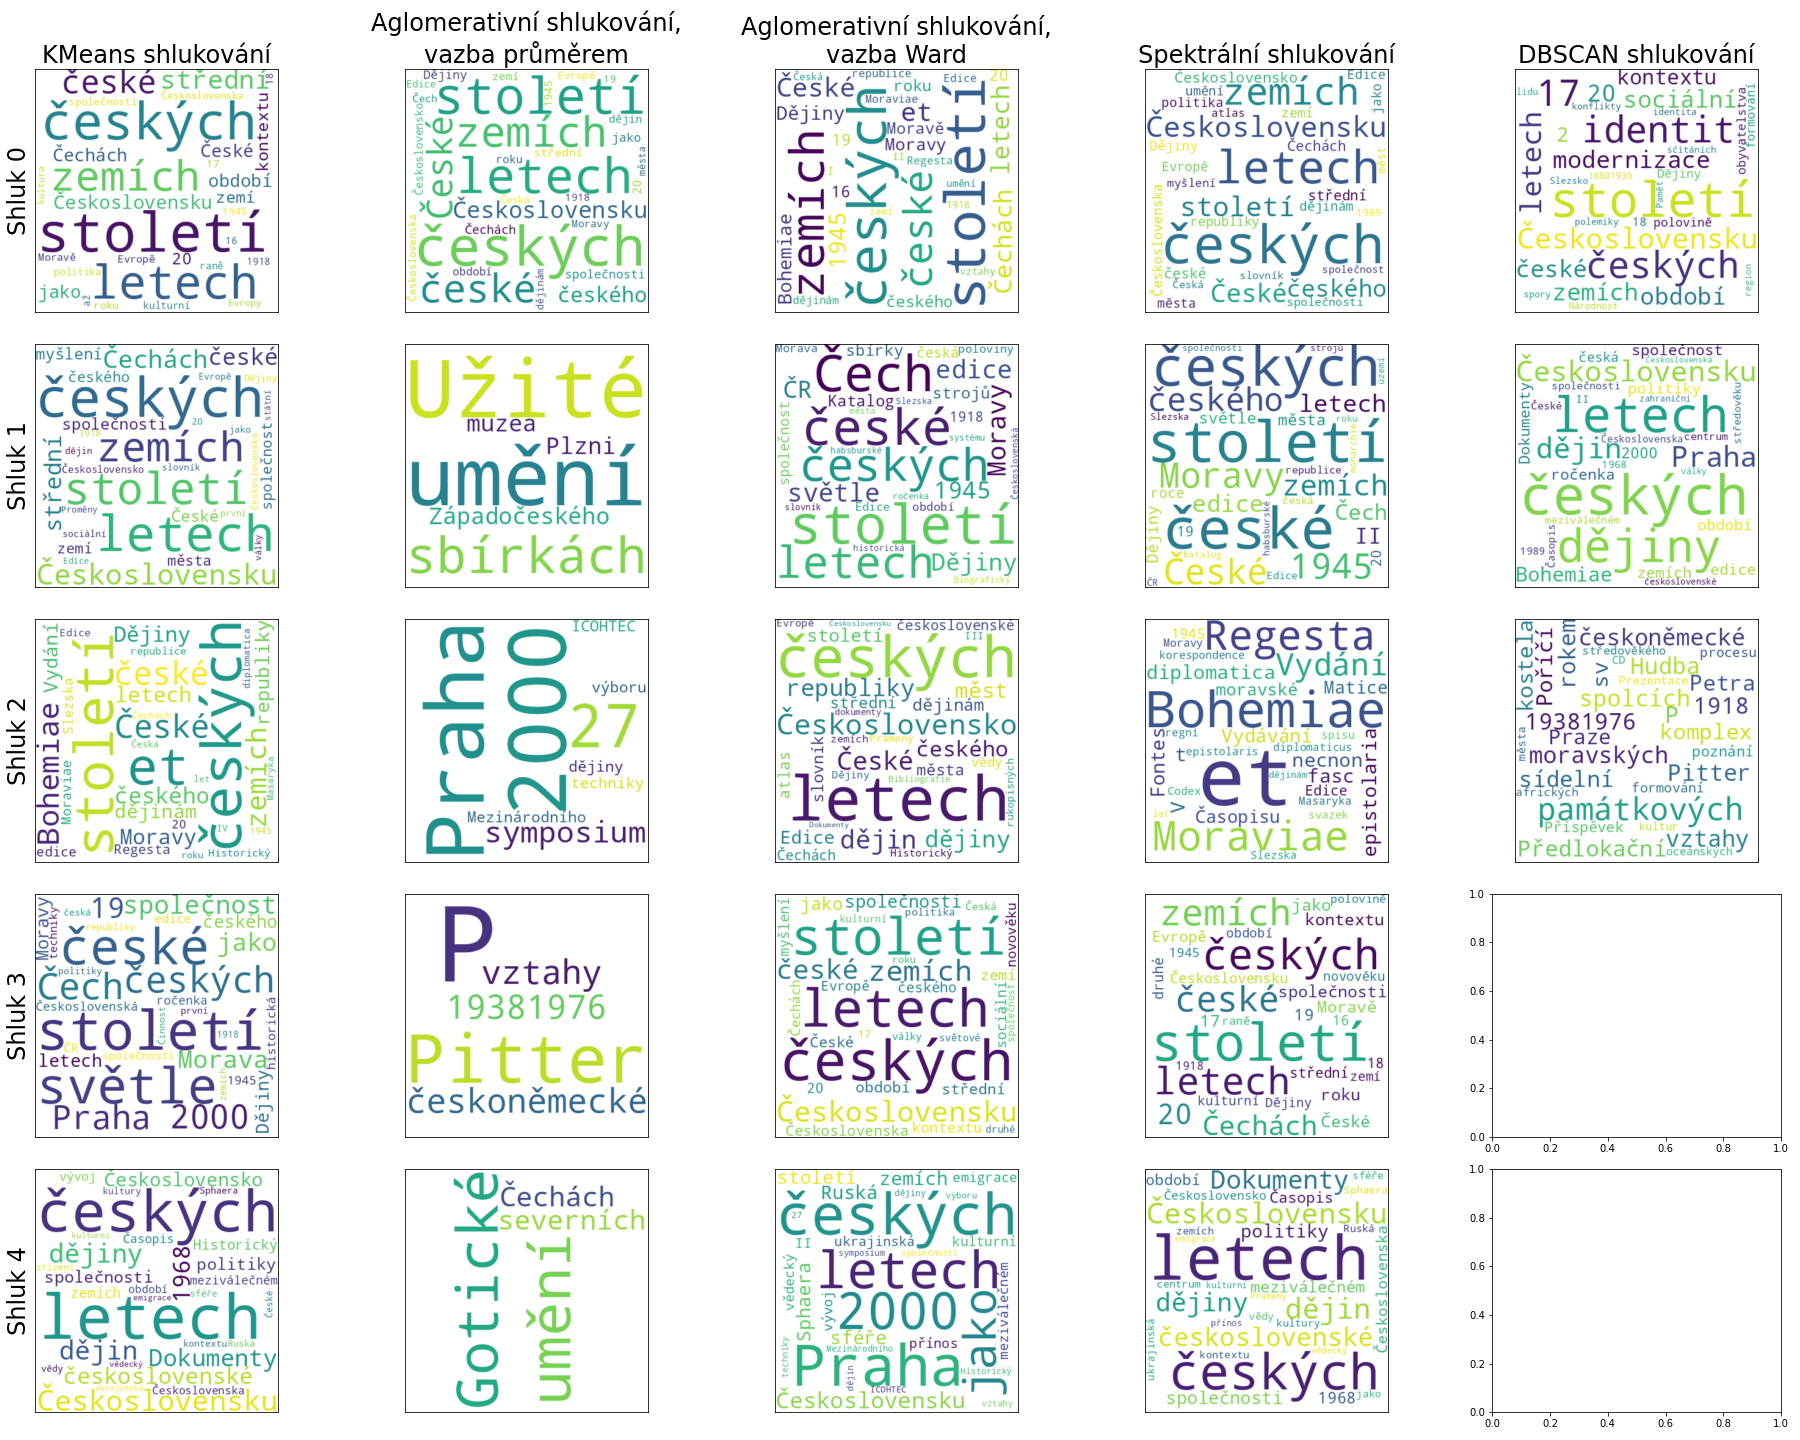 Aglomerativní shlukování, Aglomerativní shlukování,
KMeans shlukování vazba průměrem vazba Ward Spektrální shlukování DBSCAN shlukování
Shluk 0
české střední 18
společnosti Československa
českých kontextu
Čechách České
17
zemích období
kultura Československu zemí
1945
století 16
Moravě Evropě 20 raně 1918
politika
jako až letech
roku kulturní Evropy
Dějiny zemí Evropě 19
Edice Čech století 1945
Československo České zemích dějin
jako
roku střední města
letech 20
Česká 1918
Československu
Čechách Moravy
Československa českých
období dějinám společnosti
české českého
Česká republice Edice 20
České roku
Moraviae
Dějiny et
zemích českých Moravě století Čechách letech
19 Moravy
I II Regesta
16 české umění
Bohemiae 1945 zemí 1918
vztahy
dějinám českého
Československo Edice
umění zemích jako
politika atlas zemí
Československu
Dějiny Čechách měst
Evropě letech
myšlení střední
století dějinám 1989
republiky
Československa českých
české slovník společnost
Česká České českého
města společnosti
kontextu
lidu 17 20 sociální obyvatelstva formování
konflikty identita
letech 2 identit
sčítáních
modernizace
Slezsko 18801930 Dějiny
století Paměť
polemiky 18 polovině
Československu
české českých
spory zemích období region
Národnost
Shluk 1
myšlení Čechách české
českého Evropě Dějiny
českých
společnosti 20 společnost státní
1918 jako
dějin zemích
střední Československo slovník Československá
století
Proměny České první
sociální letech války
zemí
Edice města
Československu
Užité
muzea
Plzni
umění
Západočeského
sbírkách
Morava sbírky česká poloviny
Čech edice
ČR Katalog Slezska strojů
společnost města Moravy
české 1918
systému
habsburské
českých Československá
světle ročenka 1945
slovník Edice období
století
historická
letech Dějiny
Biografický
společnosti strojů
českých území
českého letech
Slezska světle města roku
století monarchie
Moravy republice
roce zemích
edice česká
Dějiny habsburské Čech
19 české II
Katalog 20
ČR České Edice 1945
česká společnost
Československá
Československu
společnosti politiky
Dokumenty II zahraniční středověku
České letech
dějin Československa centrum
2000 Praha
1968
ročenka války
českých
meziválečném období
1989 Časopis dějiny
Bohemiae zemích edice
československé
Shluk 2
Vydání Edice Dějiny diplomatica
republice
století české českých republiky
Slezska letech
Čechách
České
Bohemiae Česká
Moraviae et let zemích Masaryka
českého
dějinám
20 IV 1945
Moravy
edice Regesta roku Historický
Praha 2000 ICOHTEC
výboru
27
dějiny
techniky
Mezinárodního
symposium
Evropě Československu československé
století III
českých
republiky měst
střední dějinám
Československo
dokumenty
zemích Prameny českého
atlas slovník České vědy
Dějiny města
Bibliografie rukopisných
letech
Dokumenty
Edice dějin dějiny
Čechách Historický
1945 Regesta
Moravy
korespondence
diplomatica Vydání
moravské Matice
Bohemiae
regni Vydávání spisu
Fontes t epistolaris diplomaticus
et necnon epistolariae
dějinám fasc
Codex Edice
V Masaryka
let Časopisu svazek
Moraviae
Slezska
kostela Poříčí rokem českoněmecké
středověkého procesu
sv CD Hudba
Prezentace Petra
spolcích 1918
19381976 P
Praze komplex
města moravských poznání
sídelní Pitter
afrických formování
památkových
Příspěvek kultur vztahy
Předlokační oceánských
Shluk 3
Moravy techniky česká 19 společnost
edice českého
republiky
české jako
politiky
Čech českých
Československá ročenka
první historická
století
Činnost 1918
ČR
letech společnosti Morava
světle zemích 1945
Praha 2000 Dějiny
P
vztahy
19381976
Pitter
českoněmecké
myšlení jako společnosti Česká novověku
kulturní politika
století
roku
české zemích zemí
Evropě českého
Čechách letech sociální společnost
České 17 války světové
českých
20 období střední
Československu
Československa kontextu druhé
polovině
zemích jako kontextu
Evropě období
1945 českých
druhé Československu novověku
české společnosti
17 raně 19 Moravě 16
století
1918 18
letech střední zemí
20 kulturní Dějiny roku
Čechách České
0.0 0.2 0.4 0.6 0.8 1.0
0.0 0.2 0.4 0.6 0.8 1.0
Shluk 4
vývoj Československo
kultury Sphaera
českých
kulturní Časopis Historický
dějiny
zřízení 1968 politiky
společnosti meziválečném
zemích období sféře
emigrace České
letech
dějin kontextu Ruská
vědy vědecký Dokumenty
československé
ukrajinská Československa
Československu
Gotické Čechách
severních
umění
století zemích emigrace
Ruská dějiny výboru
českých
27
II ukrajinská kulturní
symposium společnosti
vědecký letech
Sphaera vývoj 2000 jako meziválečném
sféře přínos
techniky Mezinárodního
Praha
dějin Historický
ICOHTEC
Československu vztahy
období Dokumenty sféře
Československo Časopis Sphaera
Československu
zemích politiky Ruská
emigrace
letech Československa
centrum kulturní meziválečném
Prameny
dějiny dějin
vědy kultury
přínos
ukrajinská československé
kontextu vědecký
českých
společnosti 1968 jako
0.0 0.2 0.4 0.6 0.8 1.0
0.0 0.2 0.4 0.6 0.8 1.0